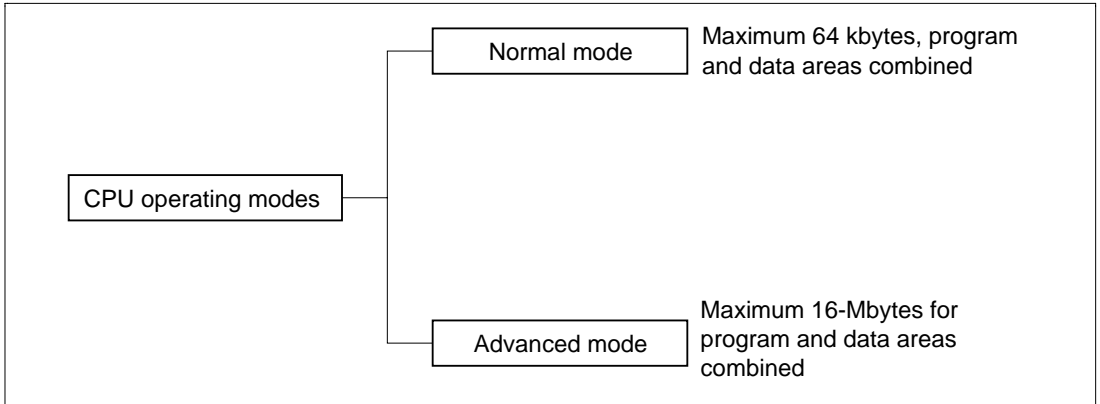 Normal mode
Maximum 64 kbytes, program
and data areas combined
CPU operating modes
Advanced mode
Maximum 16-Mbytes for
program and data areas
combined